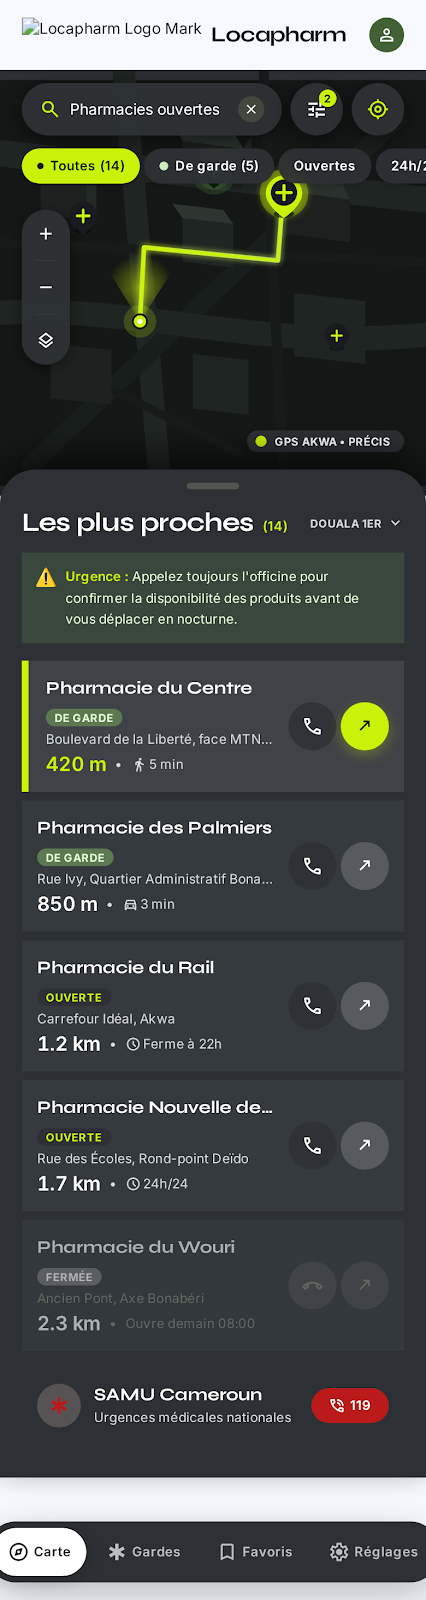 Locapharm Logo Mark
Locapharm
Pharmacies ouvertes
2
Toutes (14)
De garde (5)
Ouvertes
24h/2
GPS AKWA • PRÉCIS
Les plus proches (14)
DOUALA 1ER
Urgence : Appelez toujours l'officine pour
confirmer la disponibilité des produits avant de
vous déplacer en nocturne.
Pharmacie du Centre
DE GARDE
Boulevard de la Liberté, face MTN...
420 m • 5 min
Pharmacie des Palmiers
DE GARDE
Rue Ivy, Quartier Administratif Bona...
850 m • 3 min
Pharmacie du Rail
OUVERTE
Carrefour Idéal, Akwa
1.2 km • Ferme à 22h
Pharmacie Nouvelle de...
OUVERTE
Rue des Écoles, Rond-point Deïdo
1.7 km • 24h/24
Pharmacie du Wouri
FERMÉE
Ancien Pont, Axe Bonabéri
2.3 km • Ouvre demain 08:00
SAMU Cameroun
Urgences médicales nationales
119
Carte
Gardes
Favoris
Réglages